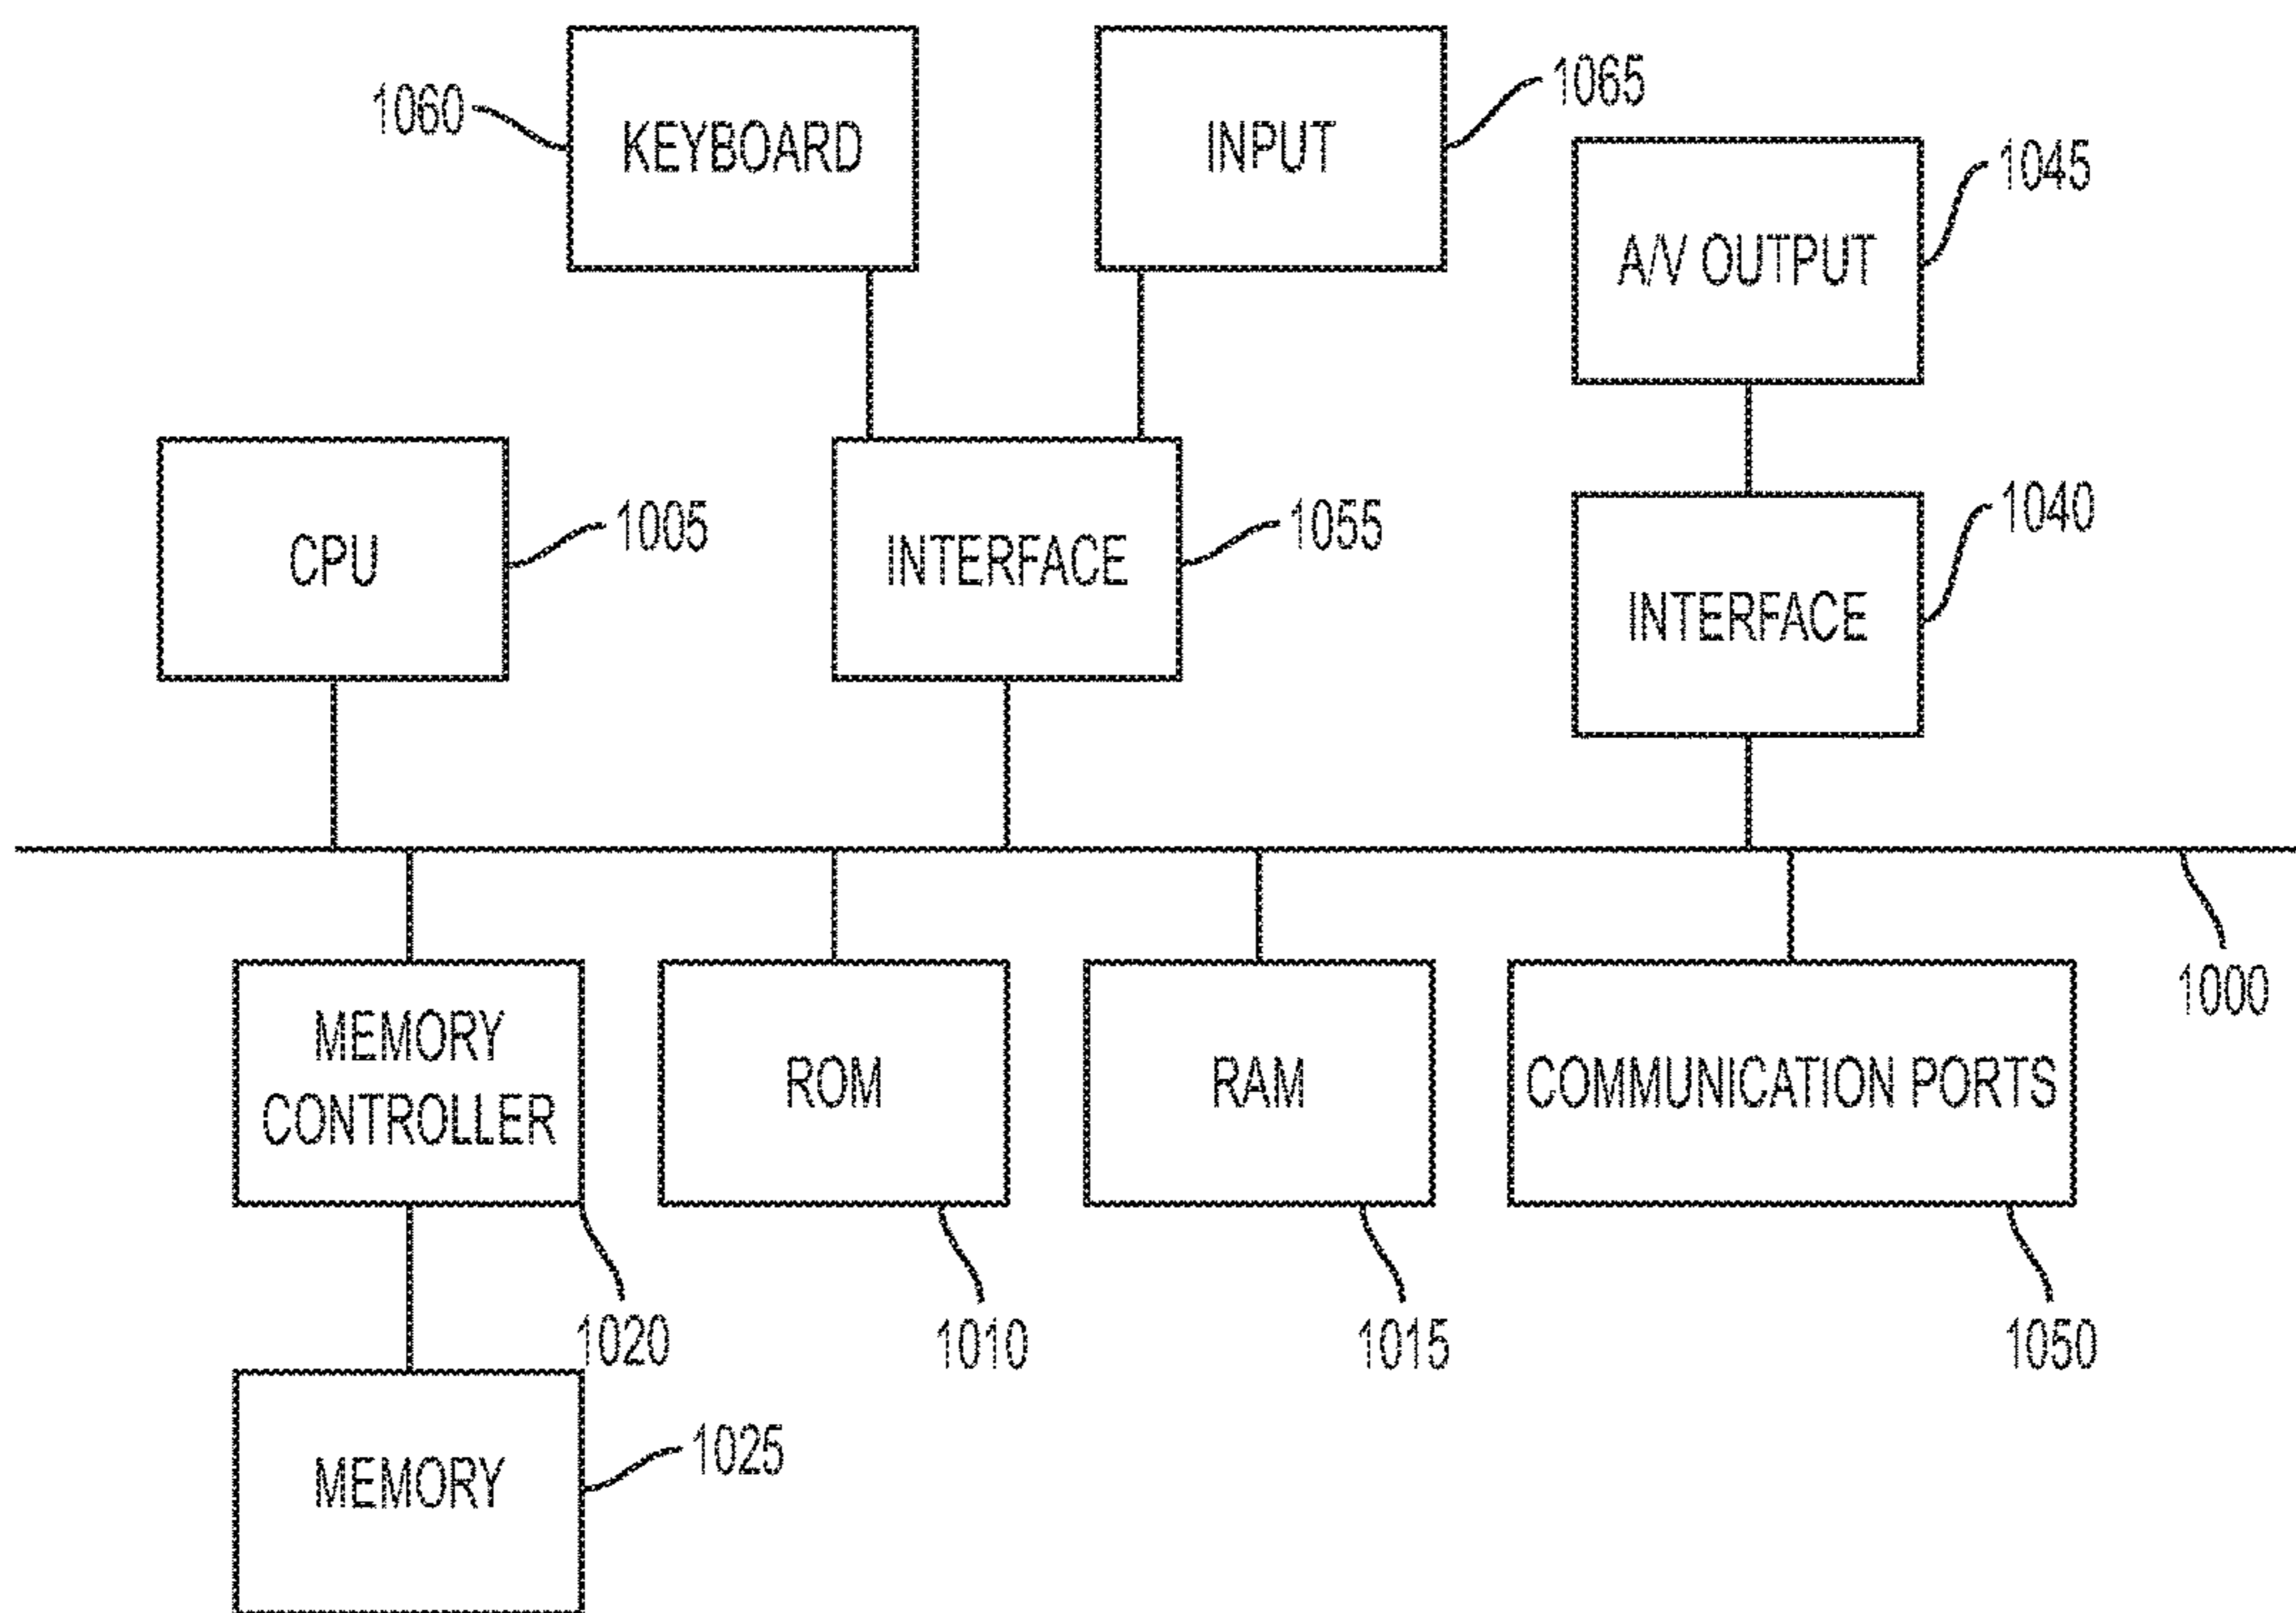 1060
KEYBOARD
INPUT
1065
A/V OUTPUT
1045
CPU
1005
INTERFACE
1055
INTERFACE
1040
1000
MEMORY
CONTROLLER
ROM
RAM
COMMUNICATION PORTS
1020
1010
1015
1050
MEMORY
1025